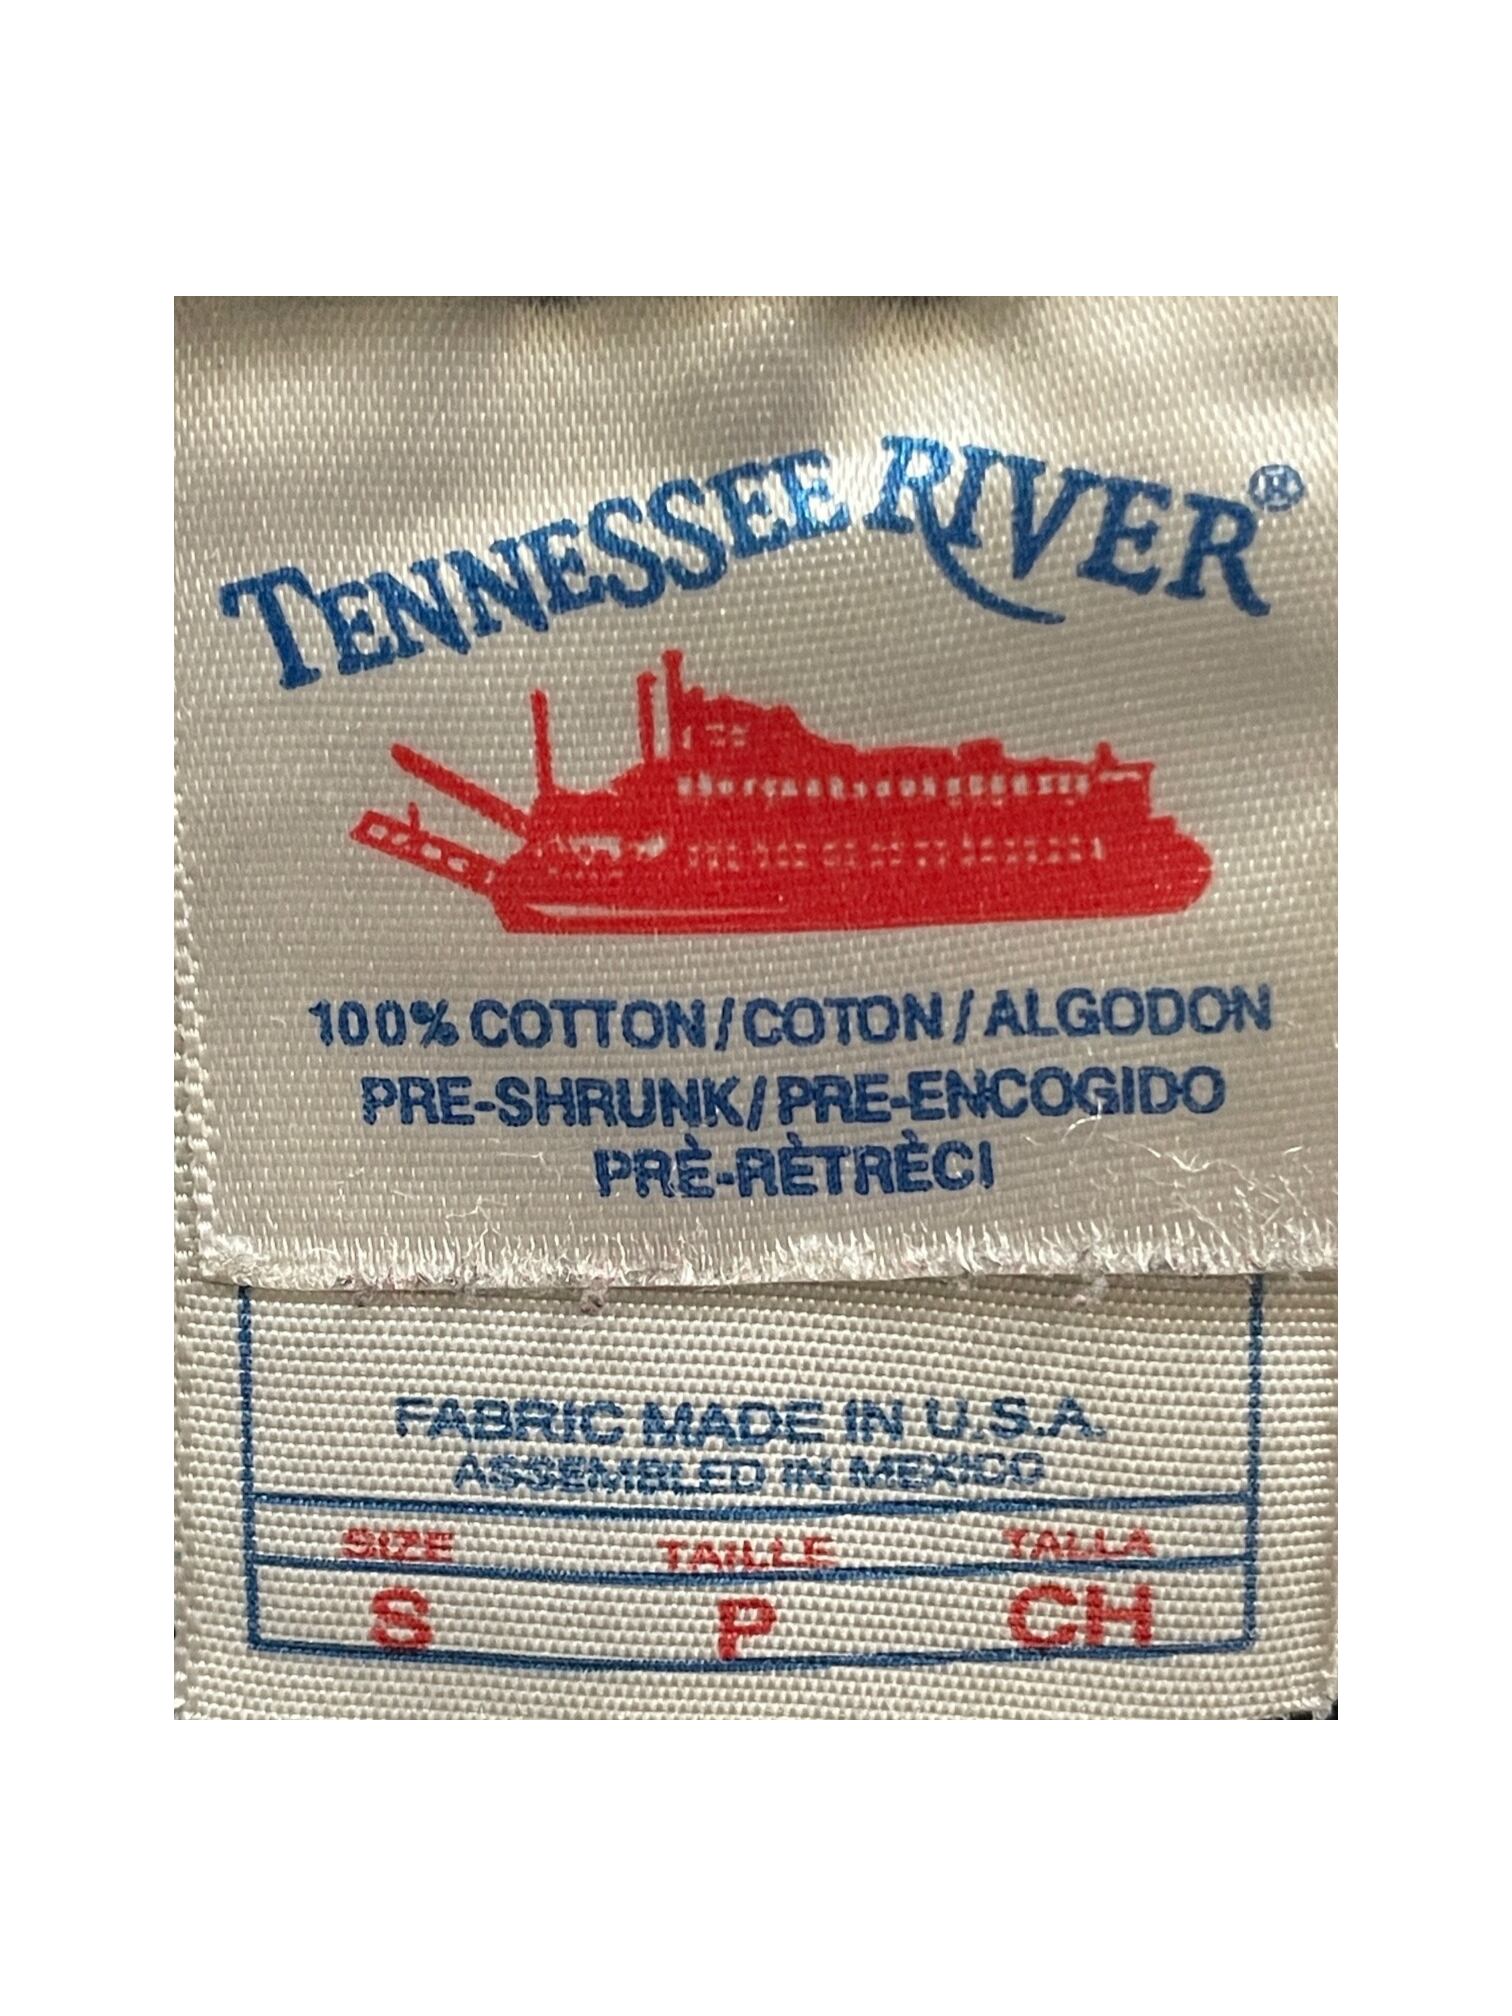 TENNESSEE RIVER®
100% COTTON/COTON/ALGODON
PRE-SHRUNK/PRE-ENCOGIDO
PRÈ-RÈTRÈCI
FABRIC MADE IN U.S.A.
ASSEMBLED IN MEXICO
SIZE TAILLE TALLA
S P CH